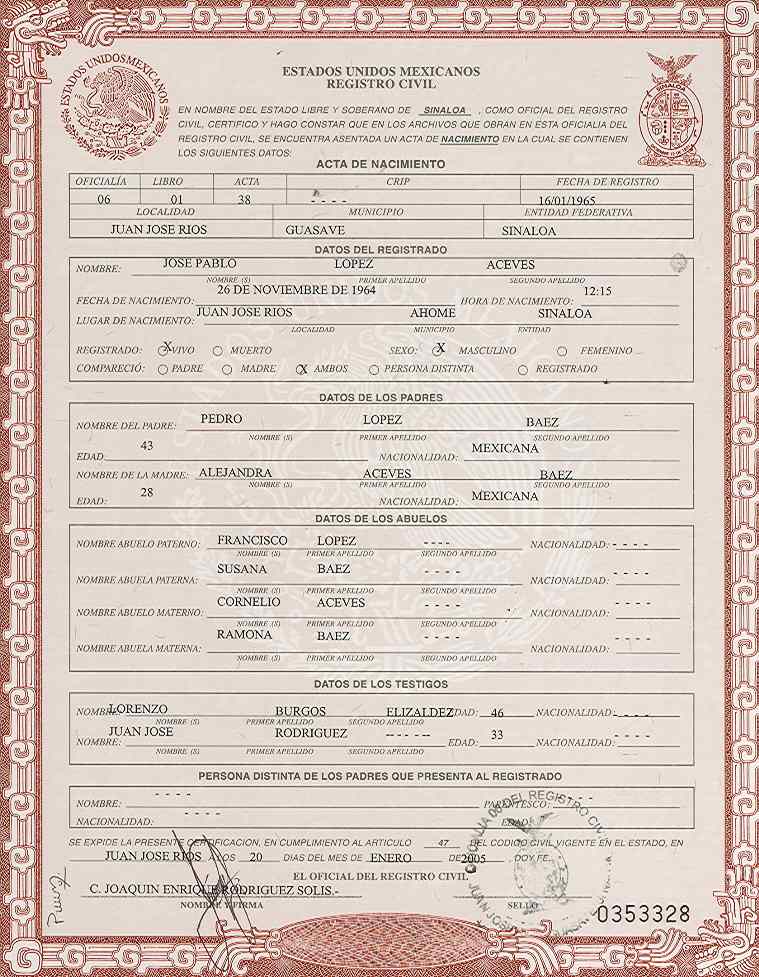 ESTADOS UNIDOS MEXICANOS
ESTADOS UNIDOS MEXICANOS
REGISTRO CIVIL
SINALOA
EN NOMBRE DEL ESTADO LIBRE Y SOBERANO DE SINALOA , COMO OFICIAL DEL REGISTRO
CIVIL, CERTIFICO Y HAGO CONSTAR QUE EN LOS ARCHIVOS QUE OBRAN EN ESTA OFICIALIA DEL
REGISTRO CIVIL, SE ENCUENTRA ASENTADA UN ACTA DE NACIMIENTO EN LA CUAL SE CONTIENEN
LOS SIGUIENTES DATOS:
ACTA DE NACIMIENTO
OFICIALÍA LIBRO ACTA CRIP FECHA DE REGISTRO
06 01 38 - - - - 16/01/1965
LOCALIDAD MUNICIPIO ENTIDAD FEDERATIVA
JUAN JOSE RIOS GUASAVE SINALOA
DATOS DEL REGISTRADO
NOMBRE: JOSE PABLO LOPEZ ACEVES
NOMBRE (S) PRIMER APELLIDO SEGUNDO APELLIDO
FECHA DE NACIMIENTO: 26 DE NOVIEMBRE DE 1964 HORA DE NACIMIENTO: 12:15
LUGAR DE NACIMIENTO: JUAN JOSE RIOS AHOME SINALOA
LOCALIDAD MUNICIPIO ENTIDAD
REGISTRADO: X VIVO MUERTO SEXO: X MASCULINO FEMENINO
COMPARECIÓ: PADRE MADRE X AMBOS PERSONA DISTINTA REGISTRADO
DATOS DE LOS PADRES
NOMBRE DEL PADRE: PEDRO LOPEZ BAEZ
NOMBRE (S) PRIMER APELLIDO SEGUNDO APELLIDO
EDAD: 43 NACIONALIDAD: MEXICANA
NOMBRE DE LA MADRE: ALEJANDRA ACEVES BAEZ
NOMBRE (S) PRIMER APELLIDO SEGUNDO APELLIDO
EDAD: 28 NACIONALIDAD: MEXICANA
DATOS DE LOS ABUELOS
NOMBRE ABUELO PATERNO: FRANCISCO LOPEZ - - - - NACIONALIDAD: - - - -
NOMBRE (S) PRIMER APELLIDO SEGUNDO APELLIDO
NOMBRE ABUELA PATERNA: SUSANA BAEZ - - - - NACIONALIDAD: - - - -
NOMBRE (S) PRIMER APELLIDO SEGUNDO APELLIDO
NOMBRE ABUELO MATERNO: CORNELIO ACEVES - - - - NACIONALIDAD: - - - -
NOMBRE (S) PRIMER APELLIDO SEGUNDO APELLIDO
NOMBRE ABUELA MATERNA: RAMONA BAEZ - - - - NACIONALIDAD: - - - -
NOMBRE (S) PRIMER APELLIDO SEGUNDO APELLIDO
DATOS DE LOS TESTIGOS
NOMBRE: LORENZO BURGOS ELIZALDEZ EDAD: 46 NACIONALIDAD: - - - -
NOMBRE (S) PRIMER APELLIDO SEGUNDO APELLIDO
NOMBRE: JUAN JOSE RODRIGUEZ ------ EDAD: 33 NACIONALIDAD: - - - -
NOMBRE (S) PRIMER APELLIDO SEGUNDO APELLIDO
PERSONA DISTINTA DE LOS PADRES QUE PRESENTA AL REGISTRADO
NOMBRE: - - - - PARENTESCO:
NACIONALIDAD: - - - - EDAD:
SE EXPIDE LA PRESENTE CERTIFICACION, EN CUMPLIMIENTO AL ARTICULO 47 DEL CODIGO CIVIL VIGENTE EN EL ESTADO, EN
JUAN JOSE RIOS A LOS 20 DIAS DEL MES DE ENERO DE 2005 , DOY FE.
EL OFICIAL DEL REGISTRO CIVIL
C. JOAQUIN ENRIQUE RODRIGUEZ SOLIS.-
NOMBRE Y FIRMA SELLO
0353328